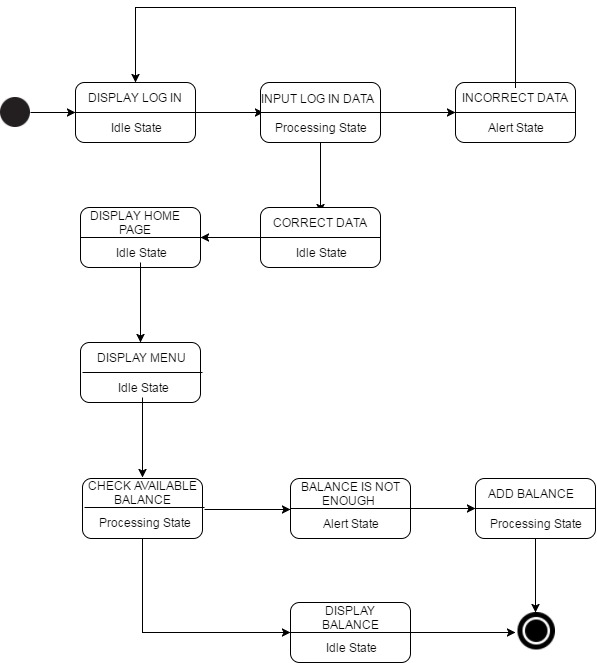 DISPLAY LOG IN
Idle State
INPUT LOG IN DATA
Processing State
INCORRECT DATA
Alert State
DISPLAY HOME
PAGE
Idle State
CORRECT DATA
Idle State
DISPLAY MENU
Idle State
CHECK AVAILABLE
BALANCE
Processing State
BALANCE IS NOT
ENOUGH
Alert State
ADD BALANCE
Processing State
DISPLAY
BALANCE
Idle State